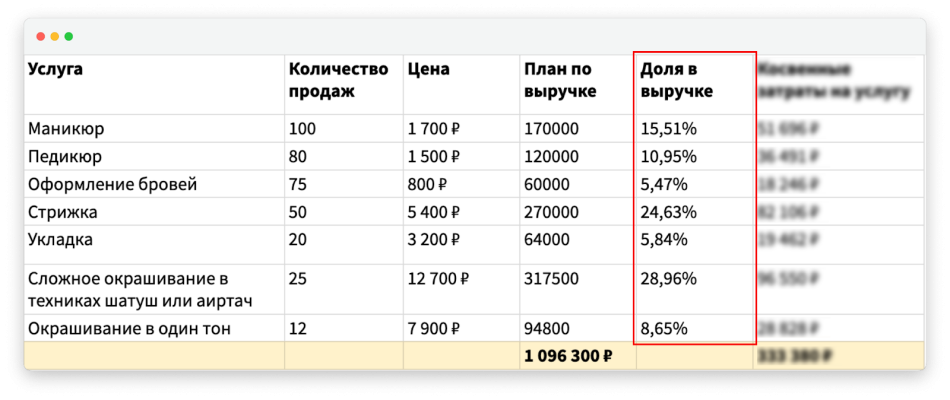 Услуга Количество продаж Цена План по выручке Доля в выручке
Маникюр 100 1 700 ₽ 170000 15,51%
Педикюр 80 1 500 ₽ 120000 10,95%
Оформление бровей 75 800 ₽ 60000 5,47%
Стрижка 50 5 400 ₽ 270000 24,63%
Укладка 20 3 200 ₽ 64000 5,84%
Сложное окрашивание в техниках шатуш или аиртач 25 12 700 ₽ 317500 28,96%
Окрашивание в один тон 12 7 900 ₽ 94800 8,65%
1 096 300 ₽